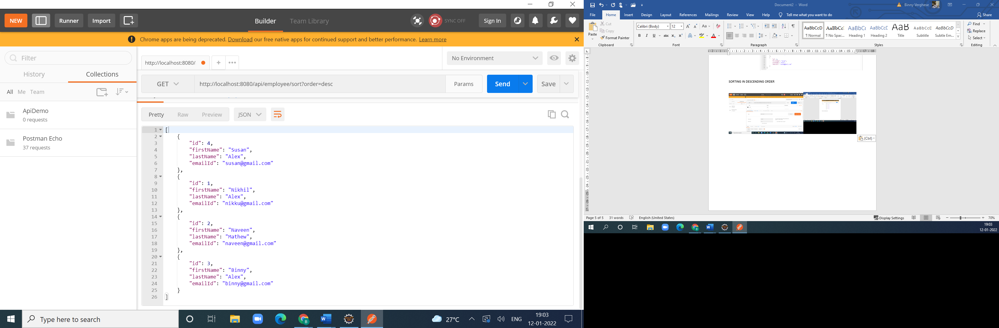 NEW
Runner
Import
Builder
Team Library
SYNC OFF
Sign In
Chrome apps are being deprecated. Download our free native apps for continued support and better performance. Learn more
Filter
History
Collections
All Me Team
ApiDemo
0 requests
Postman Echo
37 requests
http://localhost:8080/
No Environment
GET
http://localhost:8080/api/employee/sort?order=desc
Params
Send
Save
Pretty Raw Preview
JSON
1 [
2 {
3 "id": 4,
4 "firstName": "Susan",
5 "lastName": "Alex",
6 "emailId": "susan@gmail.com"
7 },
8 {
9 "id": 1,
10 "firstName": "Nikhil",
11 "lastName": "Alex",
12 "emailId": "nikku@gmail.com"
13 },
14 {
15 "id": 2,
16 "firstName": "Naveen",
17 "lastName": "Mathew",
18 "emailId": "naveen@gmail.com"
19 },
20 {
21 "id": 3,
22 "firstName": "Binny",
23 "lastName": "Alex",
24 "emailId": "binny@gmail.com"
25 }
26 ]
Type here to search
27°C
ENG
19:03
12-01-2022
Document2 - Word
Binny Verghese
File Home Insert Design Layout References Mailings Review View Help Tell me what you want to do
Share
Paste
Cut
Copy
Format Painter
Clipboard
Calibri (Body) 12
Font
Paragraph
AaBbCcD AaBbCc AaBbCc AaBbCcE AaB AaBbCcC AaBbCcD
¶ Normal ¶ No Spac... Heading 1 Heading 2 Title Subtitle Subtle Em...
Styles
Find
Replace
Select
Editing
SORTING IN DESCENDING ORDER
(Ctrl)
Page 5 of 5 31 words English (United States)
Display Settings
70%
19:03
12-01-2022